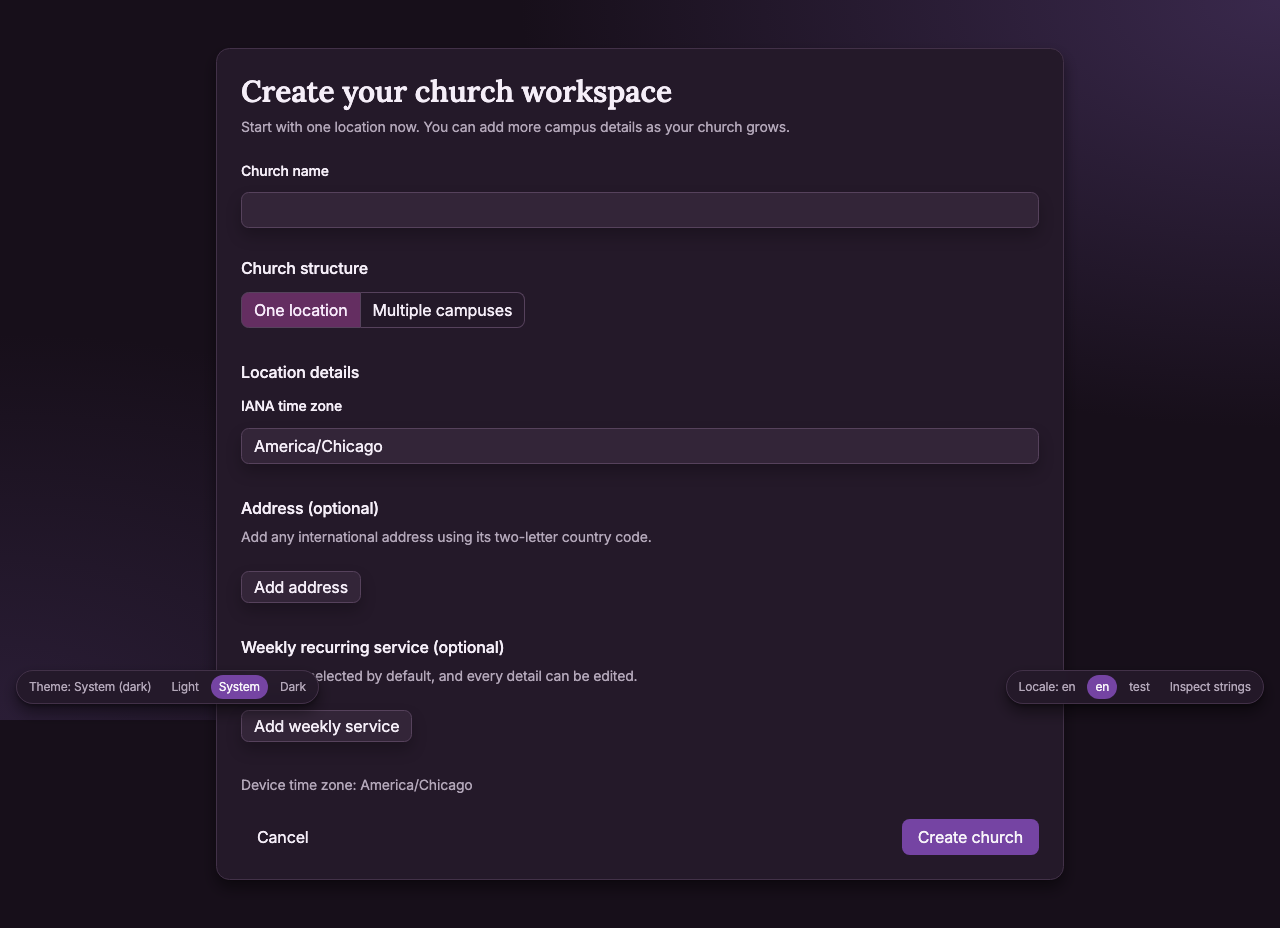 Create your church workspace
Start with one location now. You can add more campus details as your church grows.
Church name
Church structure
One location
Multiple campuses
Location details
IANA time zone
America/Chicago
Address (optional)
Add any international address using its two-letter country code.
Add address
Weekly recurring service (optional)
selected by default, and every detail can be edited.
Theme: System (dark)
Light
System
Dark
Locale: en
en
test
Inspect strings
Add weekly service
Device time zone: America/Chicago
Cancel
Create church